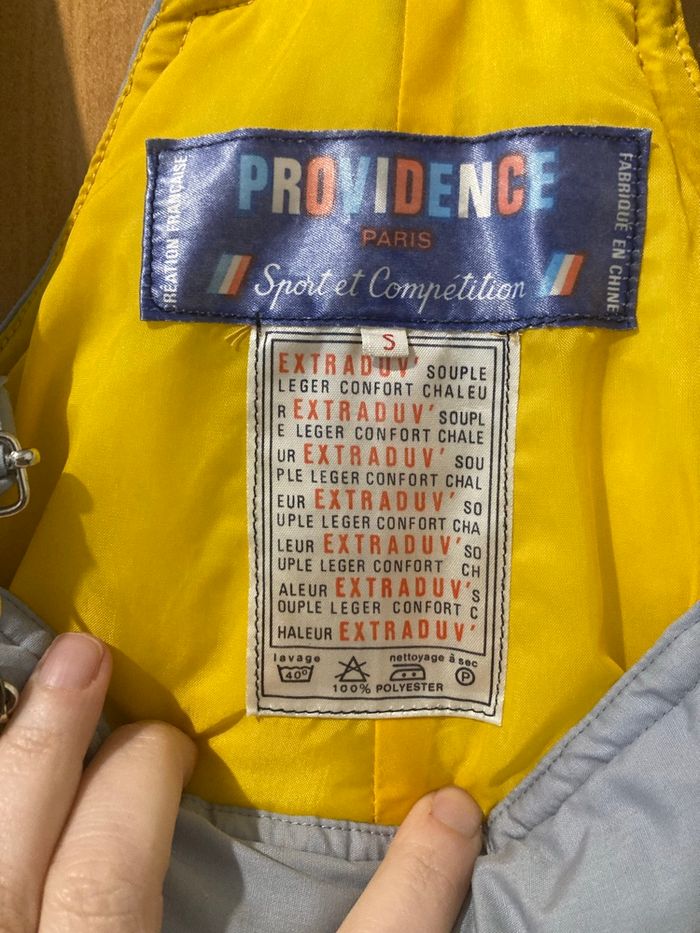 CRÉATION FRANÇAISE
PROVIDENCE
PARIS
Sport et Compétition
FABRIQUÉ EN CHINE
S
EXTRADUV' SOUPLE
LEGER CONFORT CHALEU
R EXTRADUV' SOUPL
E LEGER CONFORT CHALE
UR EXTRADUV' SOU
PLE LEGER CONFORT CHAL
EUR EXTRADUV' SO
UPLE LEGER CONFORT CHA
LEUR EXTRADUV' SO
UPLE LEGER CONFORT CH
ALEUR EXTRADUV' S
OUPLE LEGER CONFORT C
HALEUR EXTRADUV'
lavage nettoyage à sec
40° P
100% POLYESTER